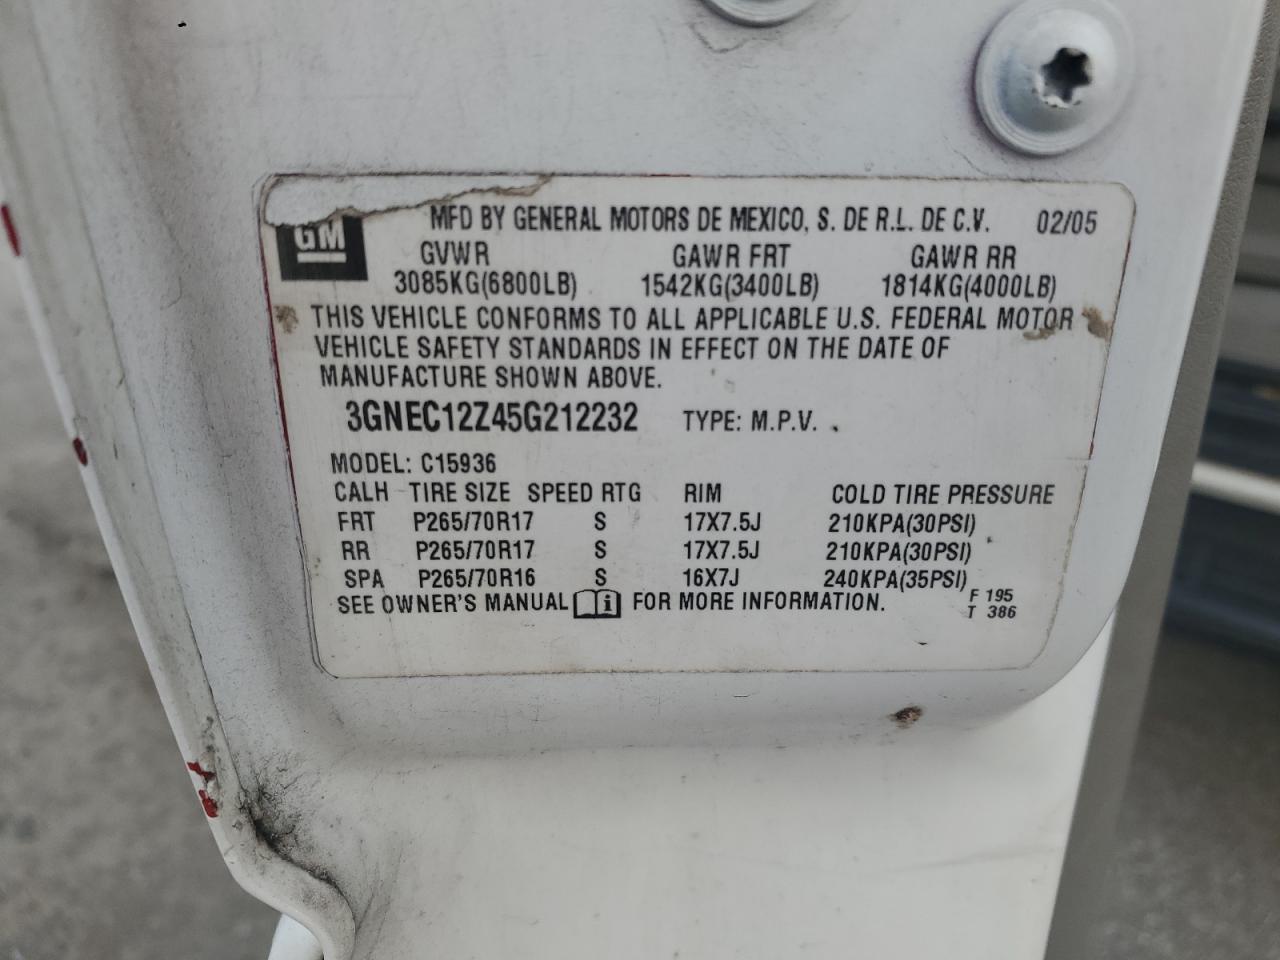 GM
MFD BY GENERAL MOTORS DE MEXICO, S. DE R.L. DE C.V. 02/05
GVWR GAWR FRT GAWR RR
3085KG(6800LB) 1542KG(3400LB) 1814KG(4000LB)
THIS VEHICLE CONFORMS TO ALL APPLICABLE U.S. FEDERAL MOTOR
VEHICLE SAFETY STANDARDS IN EFFECT ON THE DATE OF
MANUFACTURE SHOWN ABOVE.
3GNEC12Z45G212232 TYPE: M.P.V.
MODEL: C15936
CALH TIRE SIZE SPEED RTG RIM COLD TIRE PRESSURE
FRT P265/70R17 S 17X7.5J 210KPA(30PSI)
RR P265/70R17 S 17X7.5J 210KPA(30PSI)
SPA P265/70R16 S 16X7J 240KPA(35PSI)
SEE OWNER'S MANUAL i FOR MORE INFORMATION.
F 195
T 386